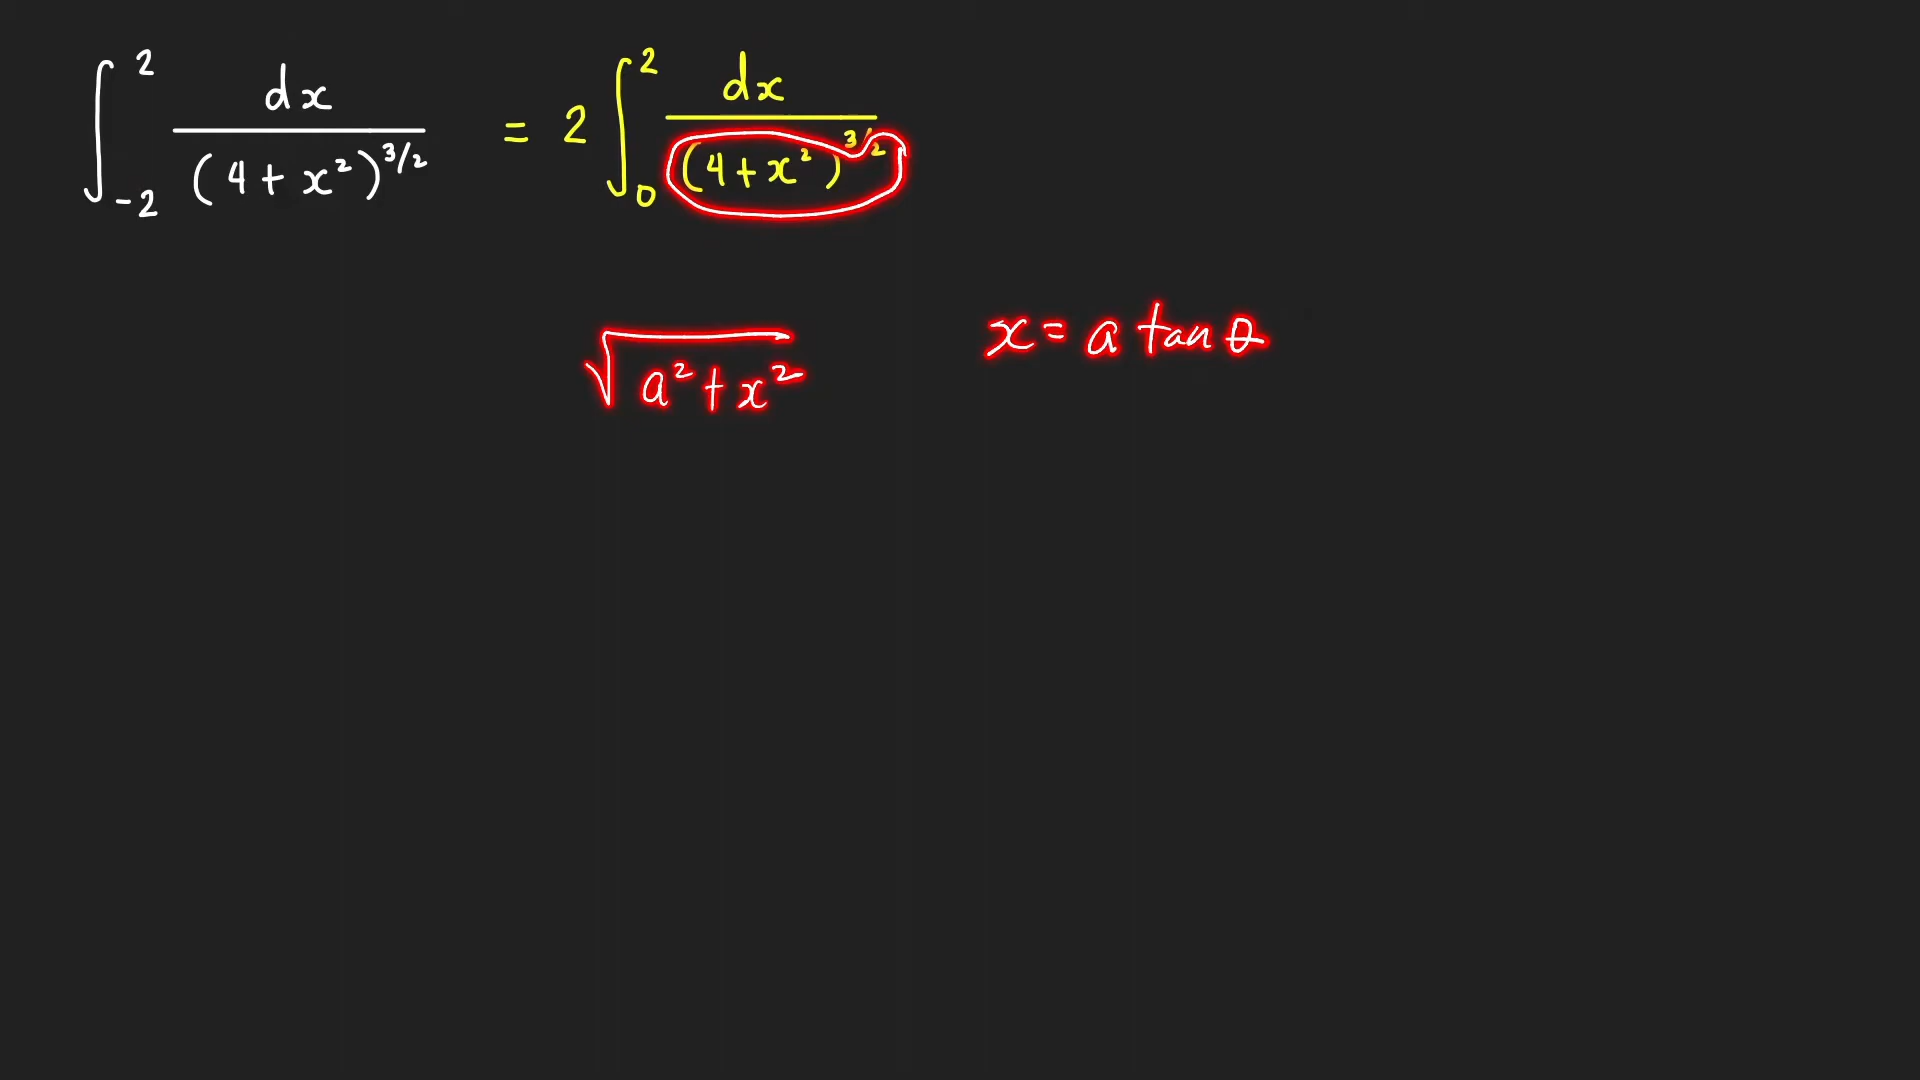 ∫_{-2}^{2} dx / (4 + x²)^{3/2} = 2 ∫_{0}^{2} dx / (4 + x²)^{3/2}
√(a² + x²) x = a tan θ